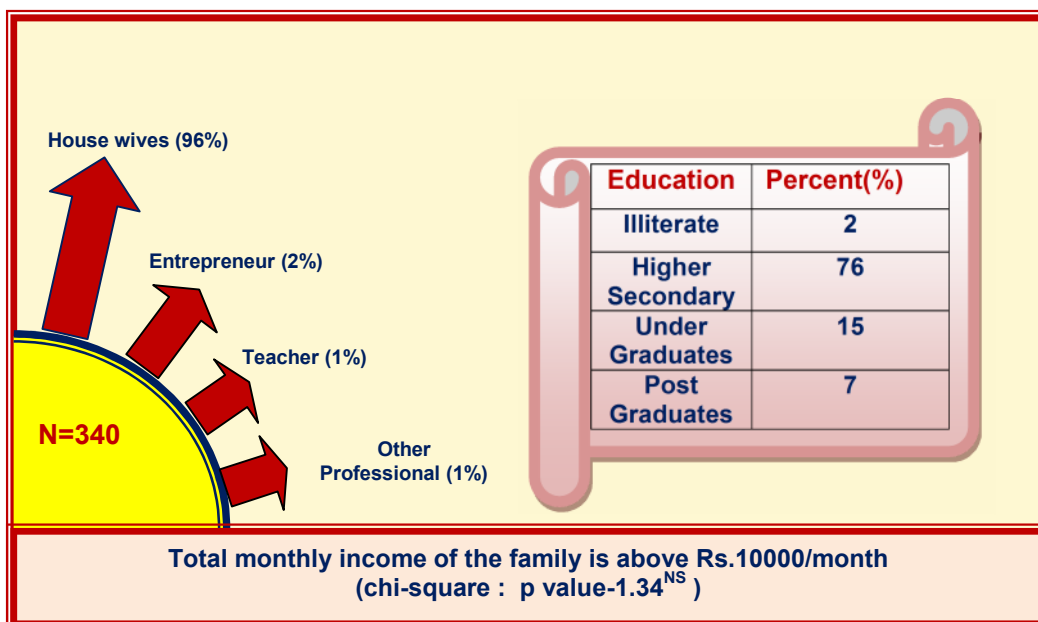 House wives (96%)
Entrepreneur (2%)
Teacher (1%)
Other
Professional (1%)
N=340
Education Percent(%)
Illiterate 2
Higher 76
Secondary
Under 15
Graduates
Post 7
Graduates
Total monthly income of the family is above Rs.10000/month
(chi-square : p value-1.34NS )